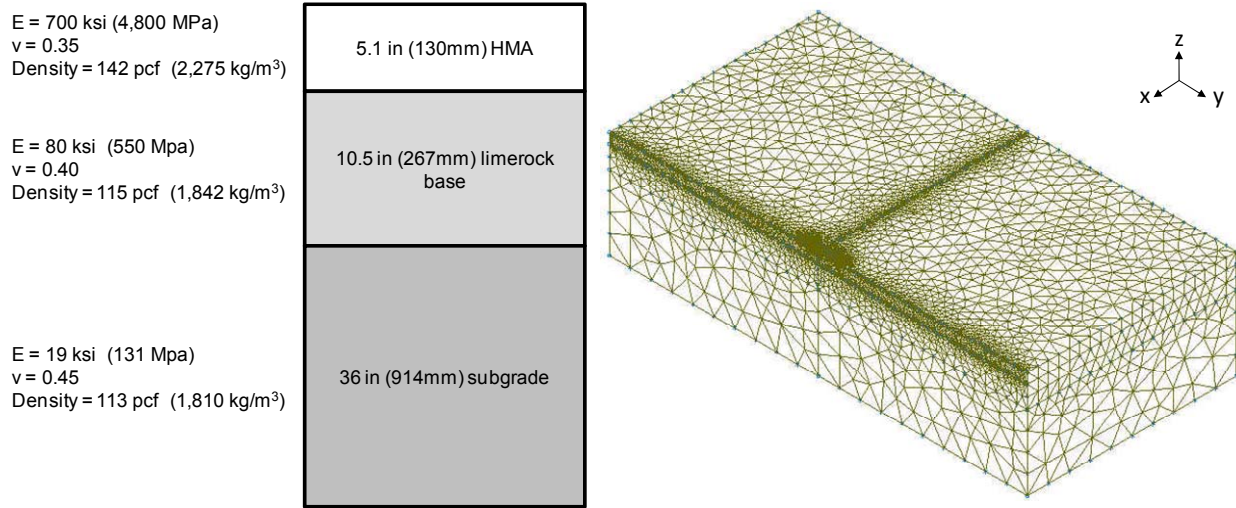 E = 700 ksi (4,800 MPa)
v = 0.35
Density = 142 pcf (2,275 kg/m³)
5.1 in (130mm) HMA
E = 80 ksi (550 Mpa)
v = 0.40
Density = 115 pcf (1,842 kg/m³)
10.5 in (267mm) limerock
base
E = 19 ksi (131 Mpa)
v = 0.45
Density = 113 pcf (1,810 kg/m³)
36 in (914mm) subgrade
z
x
y